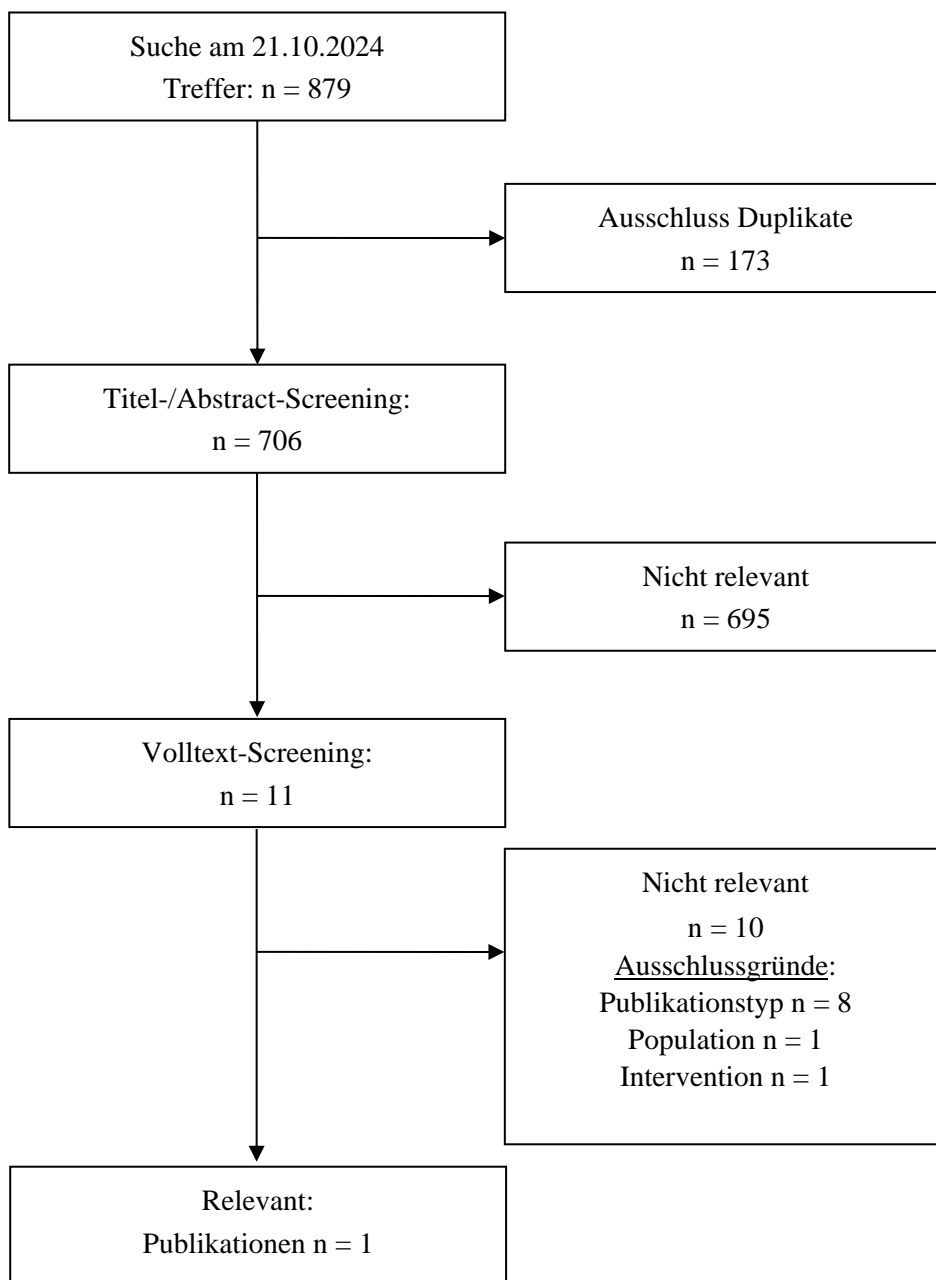 Suche am 21.10.2024
Treffer: n = 879
Ausschluss Duplikate
n = 173
Titel-/Abstract-Screening:
n = 706
Nicht relevant
n = 695
Volltext-Screening:
n = 11
Nicht relevant
n = 10
Ausschlussgründe:
Publikationstyp n = 8
Population n = 1
Intervention n = 1
Relevant:
Publikationen n = 1